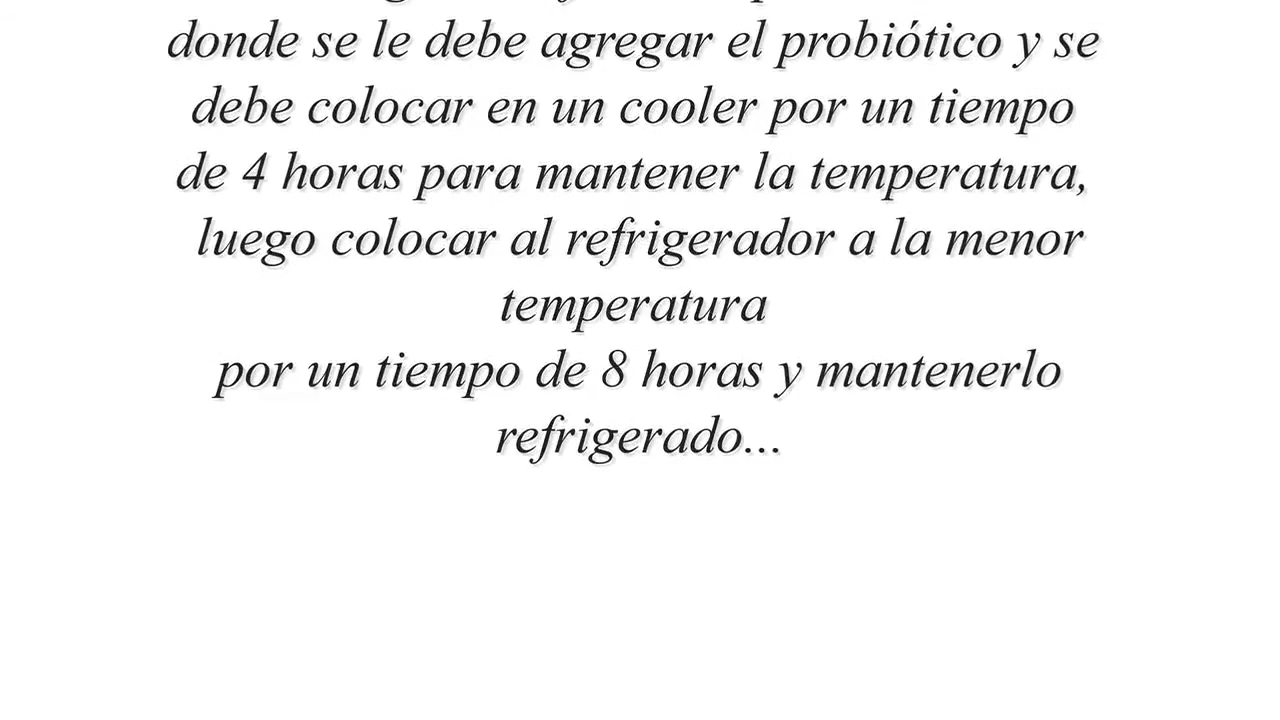 donde se le debe agregar el probiótico y se
debe colocar en un cooler por un tiempo
de 4 horas para mantener la temperatura,
luego colocar al refrigerador a la menor
temperatura
por un tiempo de 8 horas y mantenerlo
refrigerado...